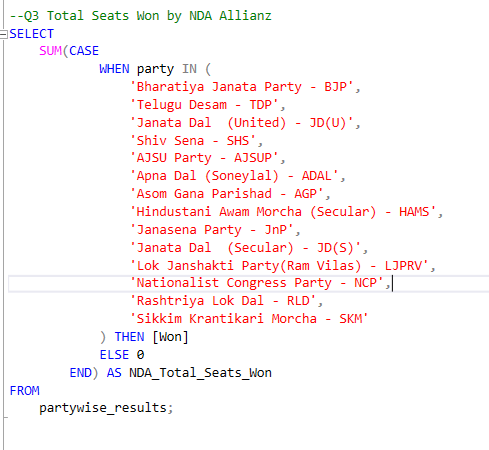 --Q3 Total Seats Won by NDA Allianz
SELECT
    SUM(CASE
            WHEN party IN (
                'Bharatiya Janata Party - BJP',
                'Telugu Desam - TDP',
                'Janata Dal  (United) - JD(U)',
                'Shiv Sena - SHS',
                'AJSU Party - AJSUP',
                'Apna Dal (Soneylal) - ADAL',
                'Asom Gana Parishad - AGP',
                'Hindustani Awam Morcha (Secular) - HAMS',
                'Janasena Party - JnP',
                'Janata Dal  (Secular) - JD(S)',
                'Lok Janshakti Party(Ram Vilas) - LJPRV',
                'Nationalist Congress Party - NCP',
                'Rashtriya Lok Dal - RLD',
                'Sikkim Krantikari Morcha - SKM'
            ) THEN [Won]
            ELSE 0
        END) AS NDA_Total_Seats_Won
FROM
    partywise_results;